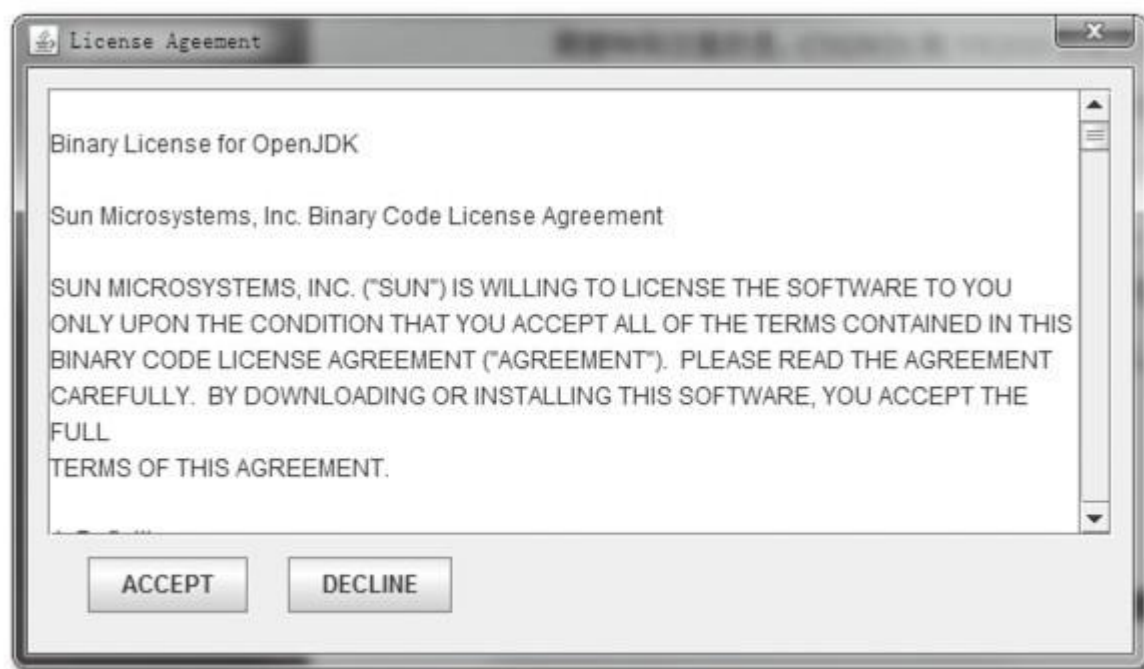 License Ageement
Binary License for OpenJDK
Sun Microsystems, Inc. Binary Code License Agreement
SUN MICROSYSTEMS, INC. ("SUN") IS WILLING TO LICENSE THE SOFTWARE TO YOU
ONLY UPON THE CONDITION THAT YOU ACCEPT ALL OF THE TERMS CONTAINED IN THIS
BINARY CODE LICENSE AGREEMENT ("AGREEMENT").  PLEASE READ THE AGREEMENT
CAREFULLY.  BY DOWNLOADING OR INSTALLING THIS SOFTWARE, YOU ACCEPT THE
FULL
TERMS OF THIS AGREEMENT.
ACCEPT DECLINE